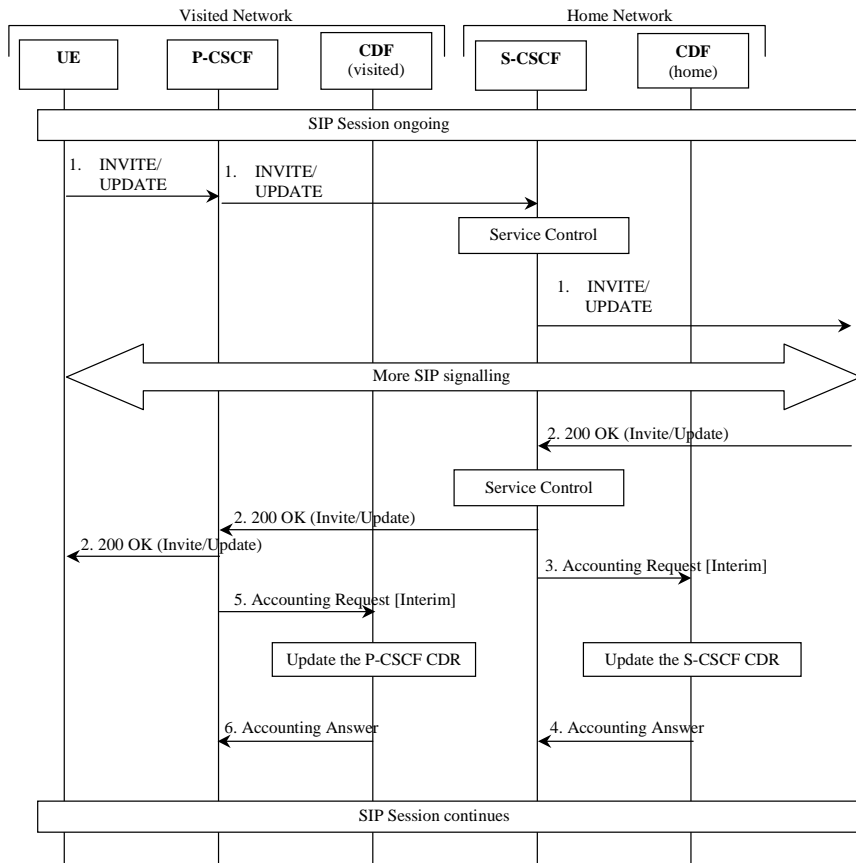 Visited Network
Home Network
UE
P-CSCF
CDF
(visited)
S-CSCF
CDF
(home)
SIP Session ongoing
1. INVITE/
UPDATE
1. INVITE/
UPDATE
Service Control
1. INVITE/
UPDATE
More SIP signalling
2. 200 OK (Invite/Update)
Service Control
2. 200 OK (Invite/Update)
2. 200 OK (Invite/Update)
3. Accounting Request [Interim]
5. Accounting Request [Interim]
Update the P-CSCF CDR
Update the S-CSCF CDR
6. Accounting Answer
4. Accounting Answer
SIP Session continues